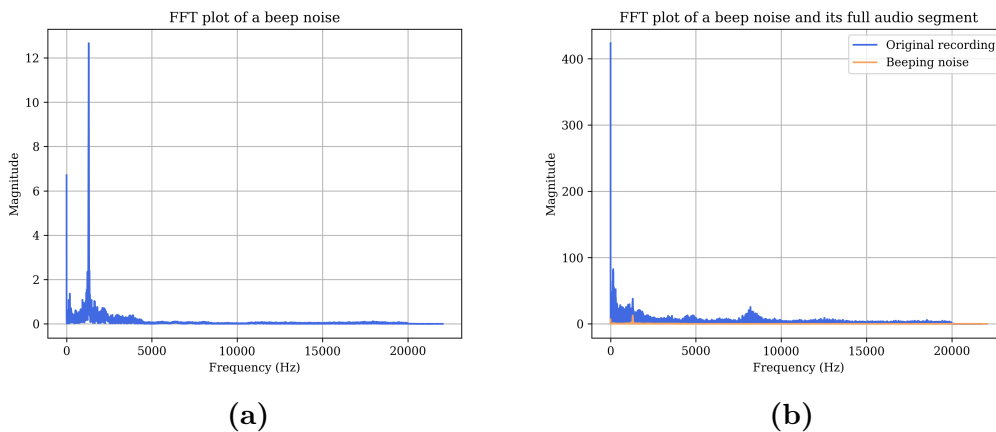 FFT plot of a beep noise
12
10
8
6
4
2
0
Magnitude
0 5000 10000 15000 20000
Frequency (Hz)
(a)
FFT plot of a beep noise and its full audio segment
Original recording
Beeping noise
400
300
200
100
0
Magnitude
0 5000 10000 15000 20000
Frequency (Hz)
(b)